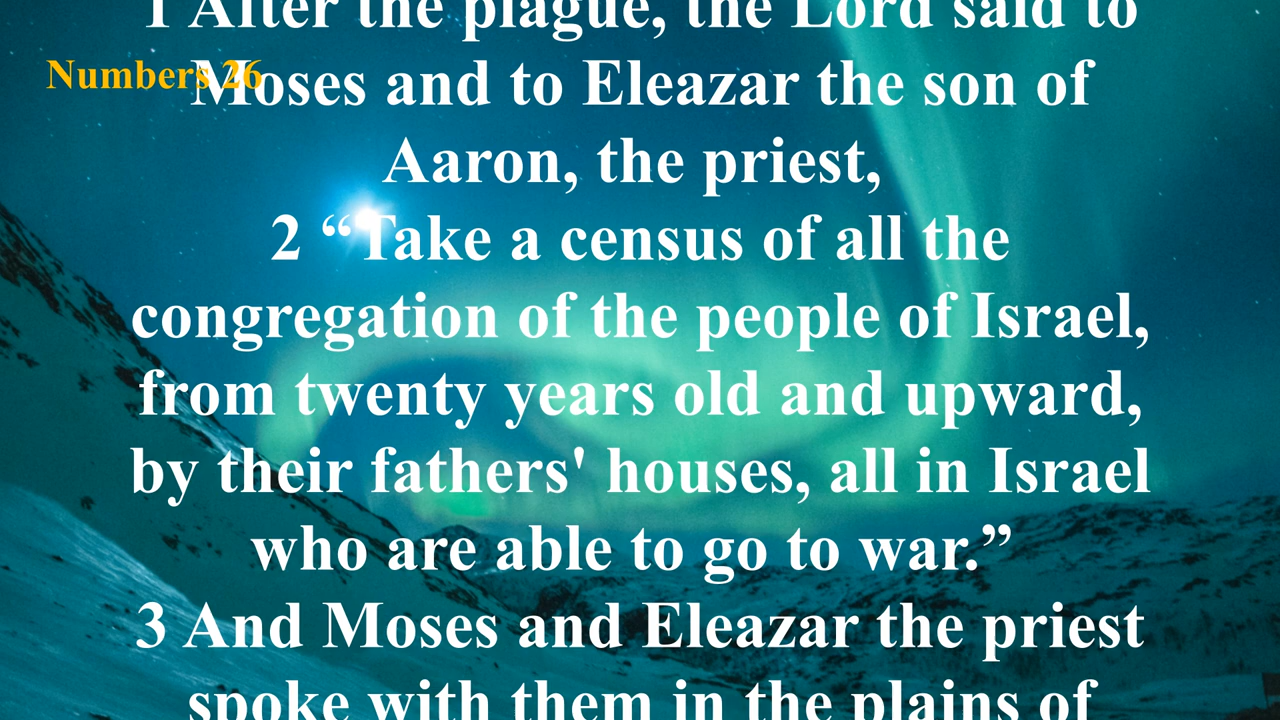 1 After the plague, the Lord said to
Numbers 26
Moses and to Eleazar the son of
Aaron, the priest,
2 “Take a census of all the
congregation of the people of Israel,
from twenty years old and upward,
by their fathers' houses, all in Israel
who are able to go to war.”
3 And Moses and Eleazar the priest
spoke with them in the plains of